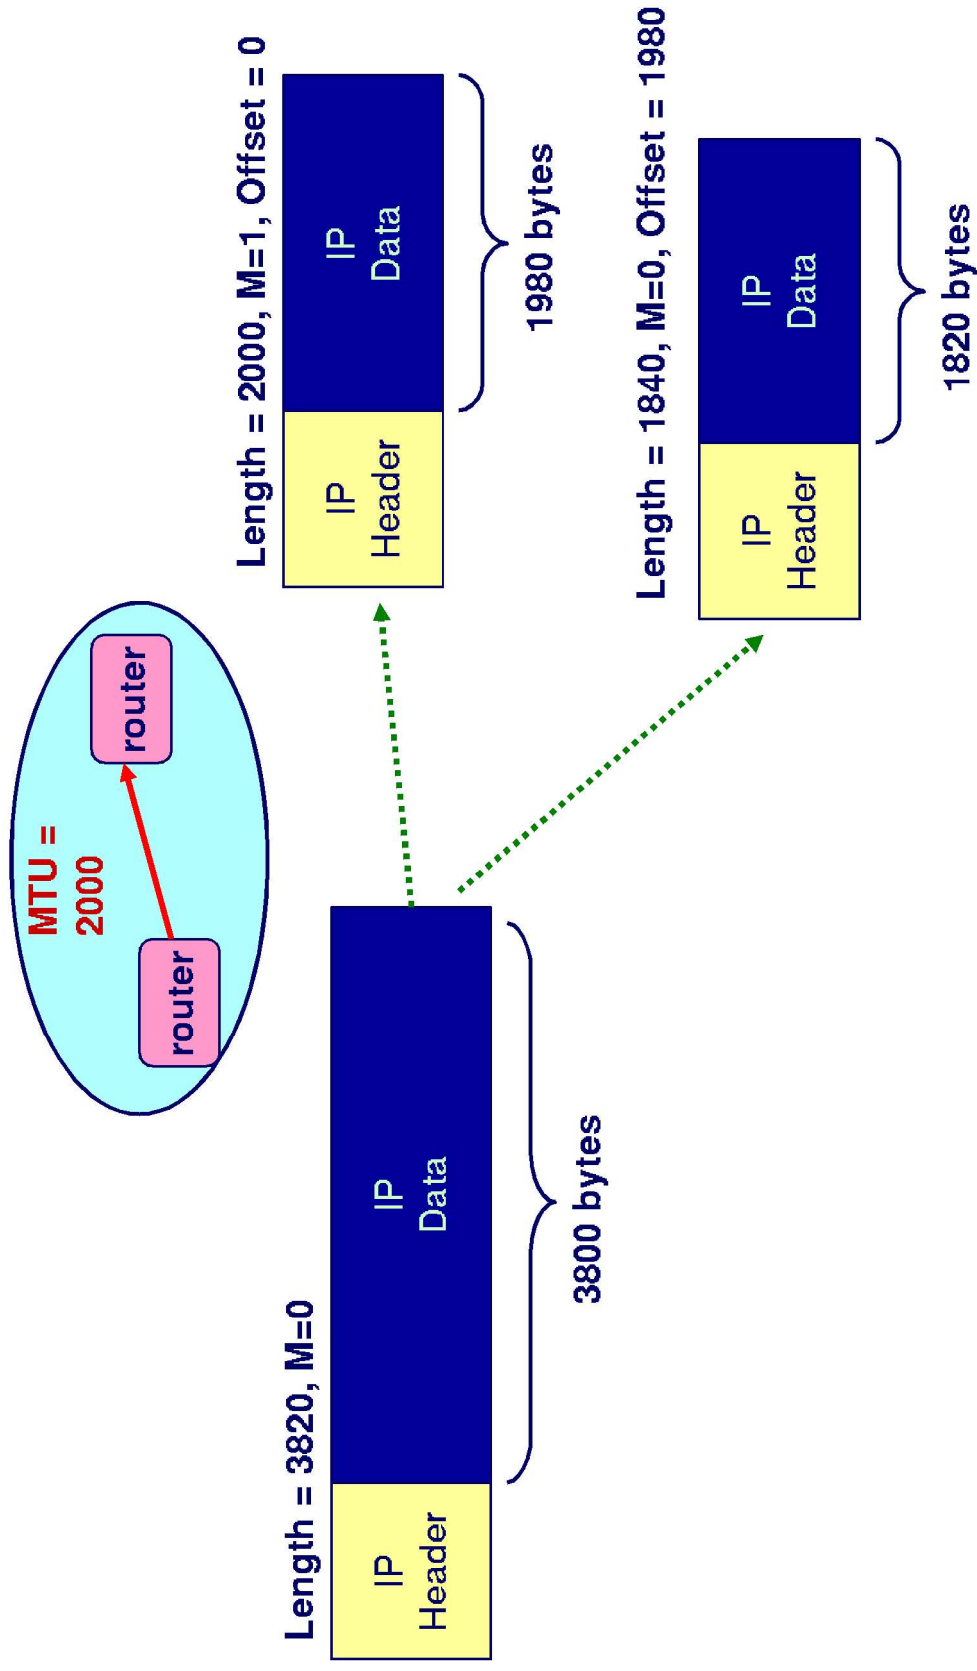 MTU =
2000
router
router
Length = 3820, M=0
IP
Header
IP
Data
3800 bytes
Length = 2000, M=1, Offset = 0
IP
Header
IP
Data
1980 bytes
Length = 1840, M=0, Offset = 1980
IP
Header
IP
Data
1820 bytes